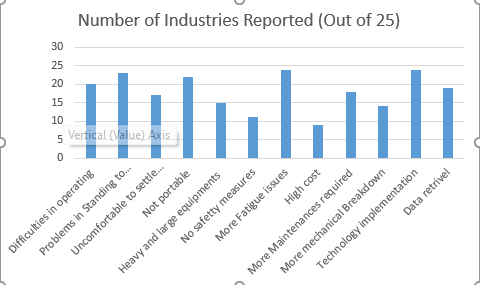 Number of Industries Reported (Out of 25)
30
25
20
15
10
5
0
Vertical (Value) Axis
Difficulties in operating
Problems in Standing to...
Uncomfortable to settle...
Not portable
Heavy and large equipments
No safety measures
More Fatigue issues
High cost
More Maintenances required
More mechanical Breakdown
Technology implementation
Data retrivel